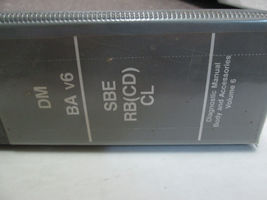 DM
BA v6
SBE
RB(CD)
CL
Diagnostic Manual
Body and Accessories
Volume 6